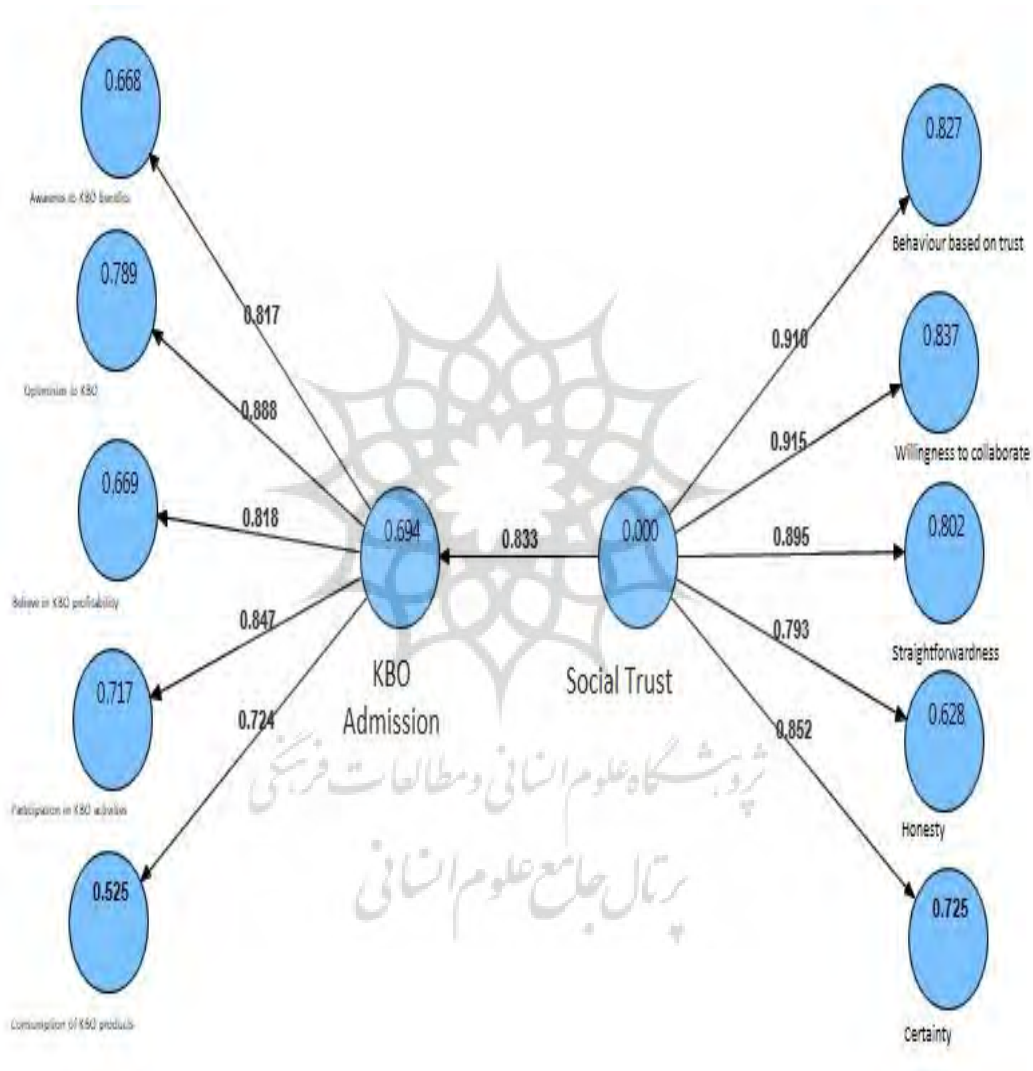 0.668
Awareness to KBO benefits
0.789
Optimism to KBO
0.669
Believe in KBO profitability
0.717
Participation in KBO activities
0.525
Consumption of KBO products
0.817
0.888
0.818
0.847
0.724
0.694
KBO
Admission
0.833
0.000
Social Trust
0.910
0.915
0.895
0.793
0.852
0.827
Behaviour based on trust
0.837
Willingness to collaborate
0.802
Straightforwardness
0.628
Honesty
0.725
Certainty
پژوهشگاه علوم انسانی و مطالعات فرهنگی
پرتال جامع علوم انسانی